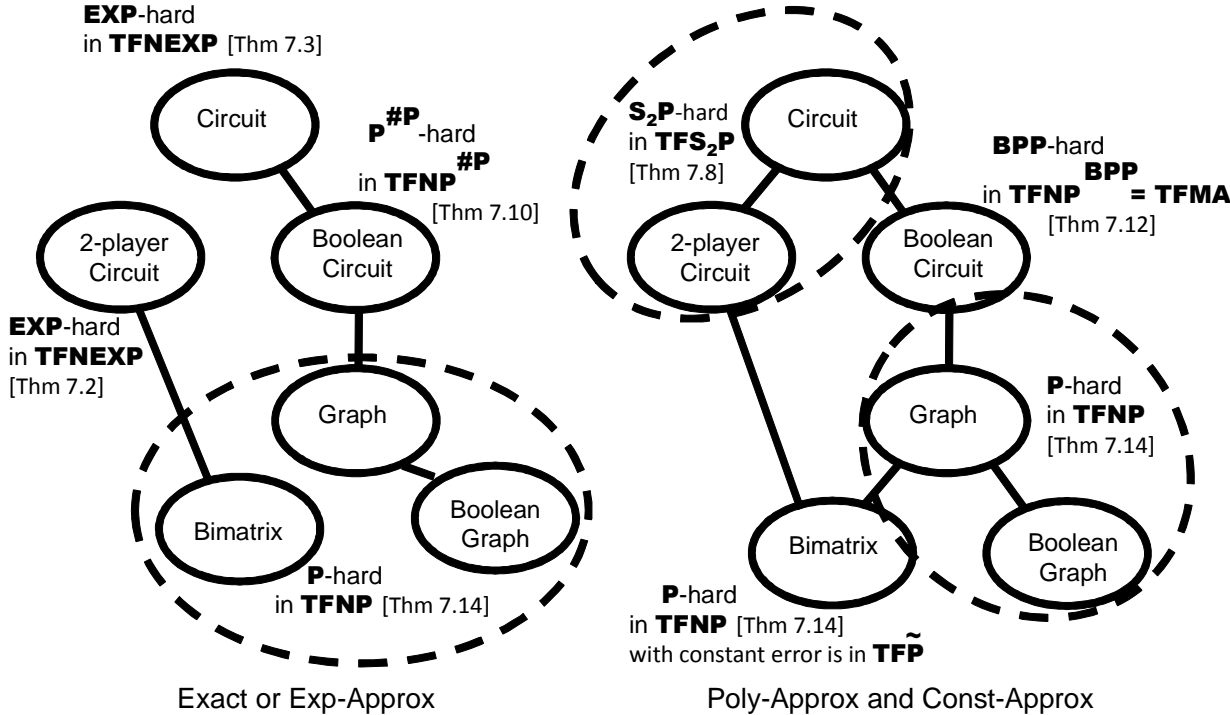 EXP-hard
in TFNEXP [Thm 7.3]
Circuit
P^#P-hard
in TFNP^#P
[Thm 7.10]
2-player
Circuit
Boolean
Circuit
EXP-hard
in TFNEXP
[Thm 7.2]
Graph
Bimatrix
Boolean
Graph
P-hard
in TFNP [Thm 7.14]
Exact or Exp-Approx
S₂P-hard
in TFS₂P
[Thm 7.8]
Circuit
BPP-hard
in TFNP^BPP = TFMA
[Thm 7.12]
2-player
Circuit
Boolean
Circuit
Graph
P-hard
in TFNP
[Thm 7.14]
Bimatrix
Boolean
Graph
P-hard
in TFNP [Thm 7.14]
with constant error is in TFP̃
Poly-Approx and Const-Approx